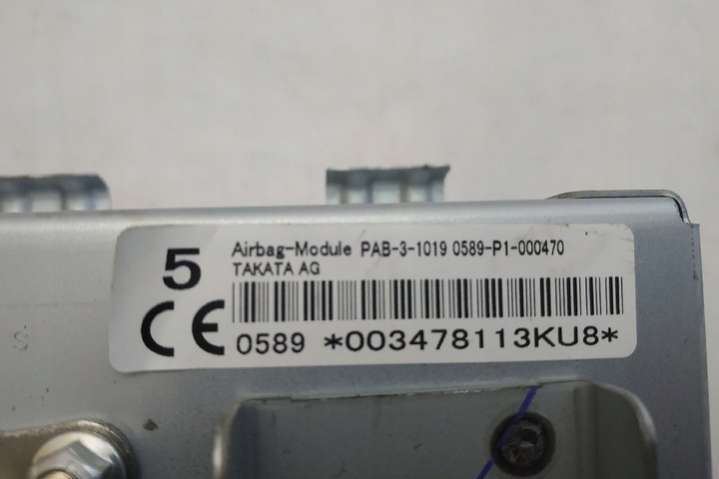 5
Airbag-Module PAB-3-1019 0589-P1-000470
TAKATA AG
CE
0589 *003478113KU8*